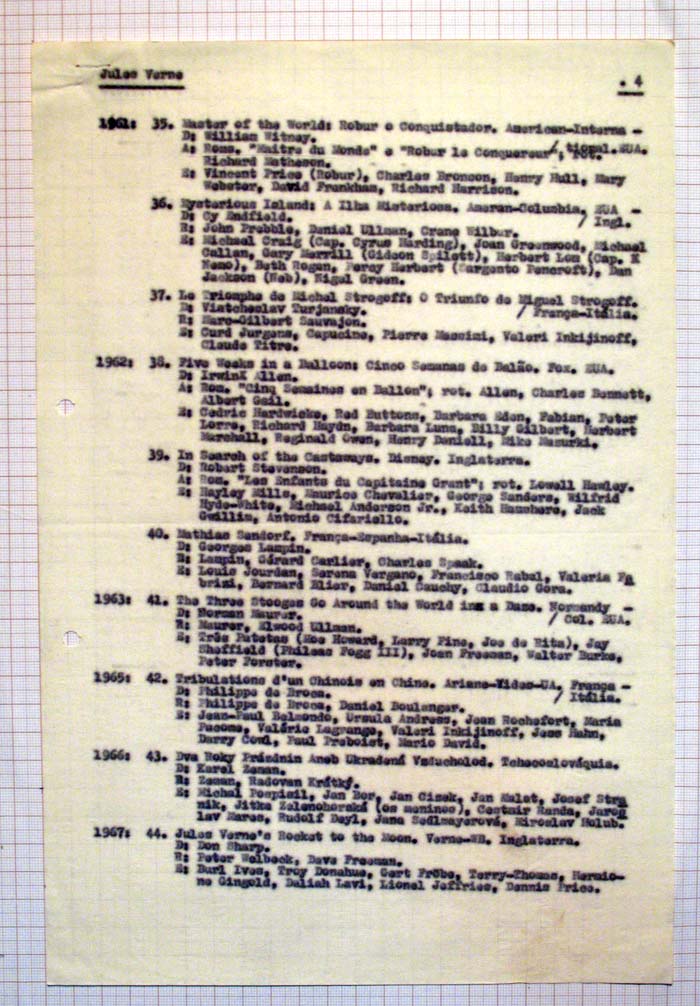 Jules Verne . 4
1961: 35. Master of the World: Robur o Conquistador. American-Interna -
D: William Witney. / tional. EUA.
A: Roms. "Maitre du Monde" e "Robur le Conquereur"; rot.
Richard Matheson.
E: Vincent Price (Robur), Charles Bronson, Henry Hull, Mary
Webster, David Frankham, Richard Harrison.
36. Mysterious Island: A Ilha Misteriosa. Ameran-Columbia, EUA -
D: Cy Endfield. / Ingl.
R: John Prebble, Daniel Ullman, Crane Wilbur.
E: Michael Craig (Cap. Cyrus Harding), Joan Greenwood, Michael
Callan, Gary Merrill (Gideon Spilett), Herbert Lom (Cap. N
Nemo), Beth Rogan, Percy Herbert (Sargento Pencroft), Dan
Jackson (Neb), Nigel Green.
37. Le Triomphe de Michel Strogoff: O Triunfo de Miguel Strogoff.
D: Viatcheslav Turjansky. / França-Itália.
R: Marc-Gilbert Sauvajon.
E: Curd Jurgens, Capucine, Pierre Massimi, Valeri Inkijinoff,
Claude Titre.
1962: 38. Five Weeks in a Balloon: Cinco Semanas de Balão. Fox. EUA.
D: Irwin Allen.
A: Rom. "Cinq Semaines en Ballon"; rot. Allen, Charles Bennett,
Albert Gail.
E: Cedric Hardwicke, Red Buttons, Barbara Eden, Fabian, Peter
Lorre, Richard Haydn, Barbara Luna, Billy Gilbert, Herbert
Marshall, Reginald Owen, Henry Daniell, Mike Mazurki.
39. In Search of the Castaways. Disney. Inglaterra.
D: Robert Stevenson.
A: Rom. "Les Enfants du Capitaine Grant"; rot. Lowell Hawley.
E: Hayley Mills, Maurice Chevalier, George Sanders, Wilfrid
Hyde-White, Michael Anderson Jr., Keith Hamshere, Jack
Gwillim, Antonio Cifariello.
40. Mathias Sandorf. França-Espanha-Itália.
D: Georges Lampin.
R: Lampin, Gérard Carlier, Charles Spaak.
E: Louis Jourdan, Serena Vergano, Francisco Rabal, Valeria Fa
brizi, Bernard Blier, Daniel Cauchy, Claudio Gora.
1963: 41. The Three Stooges Go Around the World in a Daze. Normandy -
D: Norman Maurer. / Col. EUA.
R: Maurer, Elwood Ullman.
E: Três Patetas (Moe Howard, Larry Fine, Joe de Rita), Jay
Sheffield (Phileas Fogg III), Joan Freeman, Walter Burke,
Peter Forster.
1965: 42. Tribulations d'un Chinois en Chine. Ariane-Vides-UA. França -
D: Philippe de Broca. / Itália.
R: Philippe de Broca, Daniel Boulanger.
E: Jean-Paul Belmondo, Ursula Andress, Jean Rochefort, Maria
Pacome, Valérie Lagrange, Valeri Inkijinoff, Jess Hahn,
Darry Cowl, Paul Preboist, Mario David.
1966: 43. Dva Roky Prázdnin Aneb Ukradená Vzducholod. Tchecoslováquia.
D: Karel Zeman.
R: Zeman, Radovan Krátký.
E: Michal Pospisil, Jan Bor, Jan Cizek, Jan Malat, Josef Stra
nik, Jitka Zelenohorská (os meninos), Cestmir Randa, Jaros
lav Mares, Rudolf Deyl, Jana Sedlmayerová, Miroslav Holub.
1967: 44. Jules Verne's Rocket to the Moon. Verne-WB. Inglaterra.
D: Don Sharp.
R: Peter Welbeck, Dave Freeman.
E: Burl Ives, Troy Donahue, Gert Fröbe, Terry-Thomas, Hermio-
ne Gingold, Daliah Lavi, Lionel Jeffries, Dennis Price.